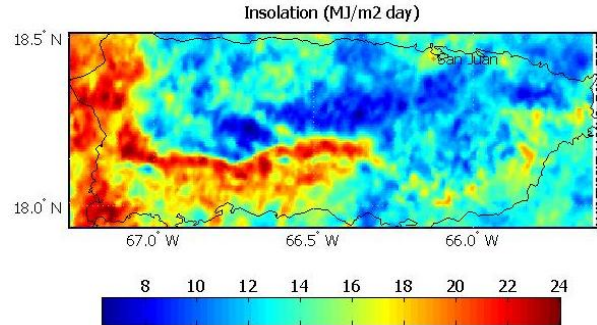 Insolation (MJ/m2 day)
18.5° N
San Juan
18.0° N
67.0° W 66.5° W 66.0° W
8 10 12 14 16 18 20 22 24